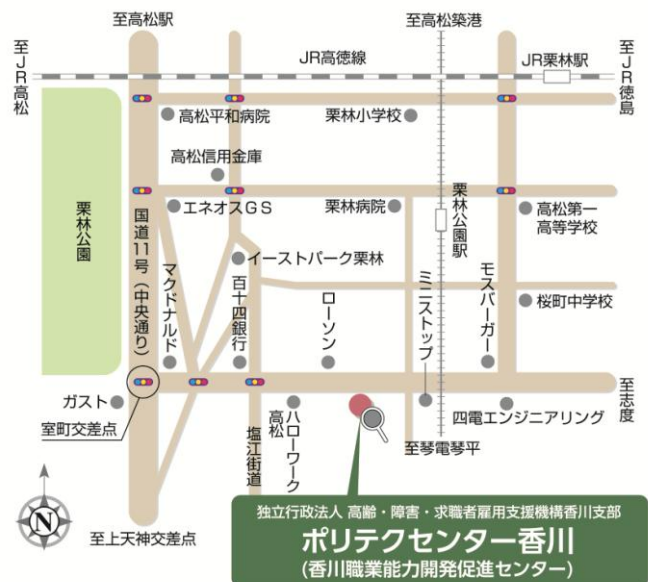 至高松駅
至高松築港
至JR高松
JR高徳線
JR栗林駅
至JR徳島
高松平和病院
栗林小学校
高松信用金庫
栗林公園
国道11号（中央通り）
エネオスGS
栗林病院
栗林公園駅
高松第一
高等学校
イーストパーク栗林
マクドナルド
百十四銀行
ローソン
ミニストップ
モスバーガー
桜町中学校
ガスト
室町交差点
塩江街道
ハローワーク
高松
四電エンジニアリング
至志度
至琴電琴平
N
至上天神交差点
独立行政法人 高齢・障害・求職者雇用支援機構香川支部
ポリテクセンター香川
(香川職業能力開発促進センター)